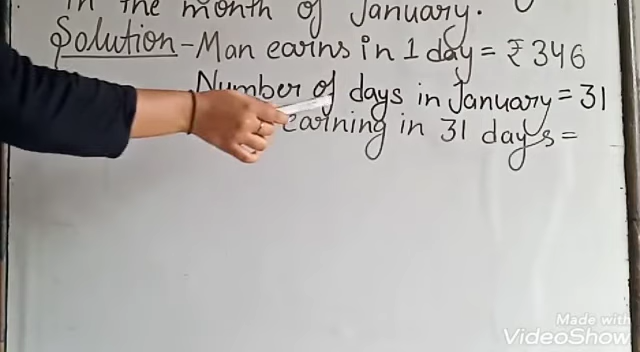 in the month of January.
Solution - Man earns in 1 day = ₹ 346
Number of days in January = 31
earning in 31 days =
Made with
VideoShow